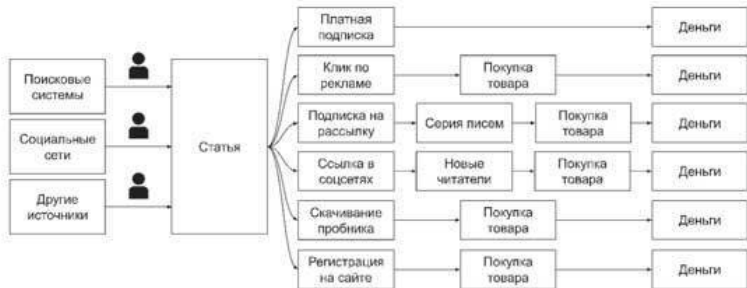 Поисковые
системы
Социальные
сети
Другие
источники
Статья
Платная
подписка
Деньги
Клик по
рекламе
Покупка
товара
Деньги
Подписка на
рассылку
Серия писем
Покупка
товара
Деньги
Ссылка в
соцсетях
Новые
читатели
Покупка
товара
Деньги
Скачивание
пробника
Покупка
товара
Деньги
Регистрация
на сайте
Покупка
товара
Деньги